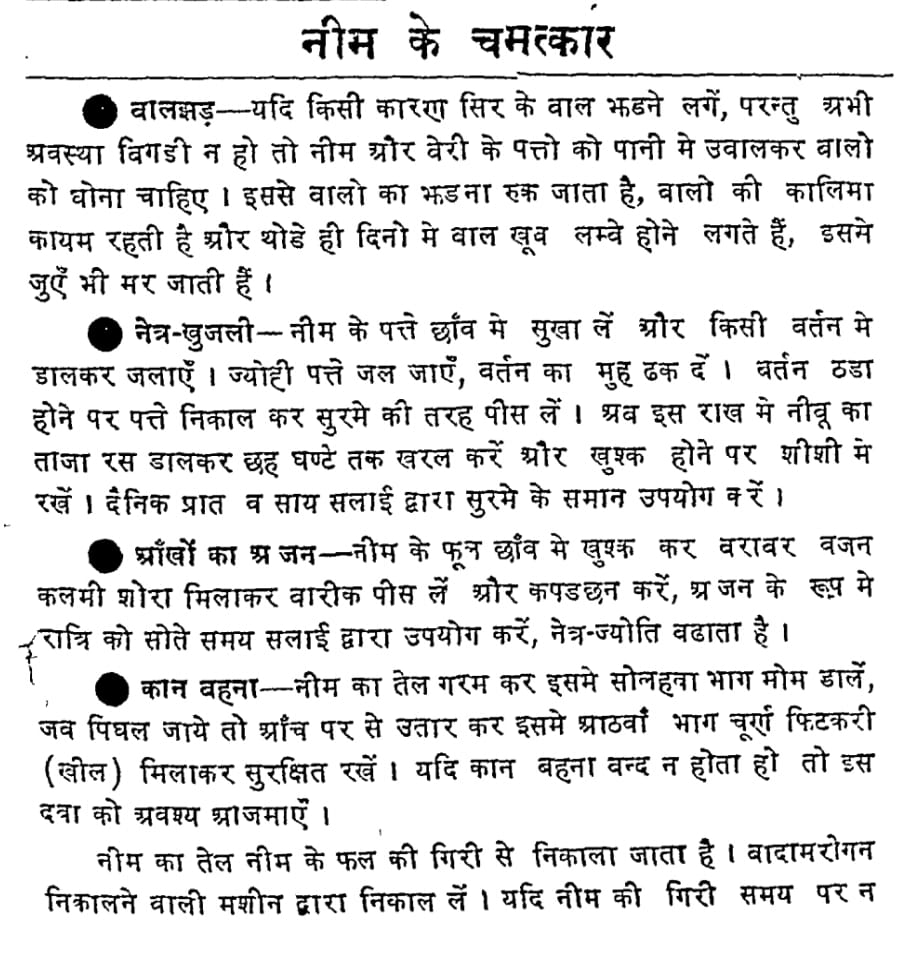 नीम के चमत्कार
● वालझड़—यदि किसी कारण सिर के वाल झडने लगें, परन्तु अभी
अवस्था विगडी न हो तो नीम और वेरी के पत्तो को पानी मे उवालकर वालो
को धोना चाहिए । इससे वालो का झडना रुक जाता है, वालो की कालिमा
कायम रहती है और थोडे ही दिनो मे वाल खूव लम्वे होने लगते हैं, इसमे
जुएँ भी मर जाती हैं ।
● नेत्र-खुजली—नीम के पत्ते छाँव मे सुखा लें और किसी वर्तन मे
डालकर जलाएँ । ज्योही पत्ते जल जाएँ, वर्तन का मुह ढक दें । वर्तन ठडा
होने पर पत्ते निकाल कर सुरमे की तरह पीस लें । अव इस राख मे नीवू का
ताजा रस डालकर छह घण्टे तक खरल करें और खुश्क होने पर शीशी मे
रखें । दैनिक प्रात व साय सलाई द्वारा सुरमे के समान उपयोग करें ।
● आँखों का अ जन—नीम के फून छाँव मे खुश्क कर वरावर वजन
कलमी शोरा मिलाकर वारीक पीस लें और कपडछन करें, अ जन के रूप मे
रात्रि को सोते समय सलाई द्वारा उपयोग करें, नेत्र-ज्योति वढाता है ।
● कान वहना—नीम का तेल गरम कर इसमे सोलहवा भाग मोम डालें,
जव पिघल जाये तो आँच पर से उतार कर इसमे आठवाँ भाग चूर्ण फिटकरी
(खील) मिलाकर सुरक्षित रखें । यदि कान बहना वन्द न होता हो तो इस
दवा को अवश्य आजमाएँ ।
नीम का तेल नीम के फल की गिरी से निकाला जाता है । वादामरोगन
निकालने वाली मशीन द्वारा निकाल लें । यदि नीम की गिरी समय पर न